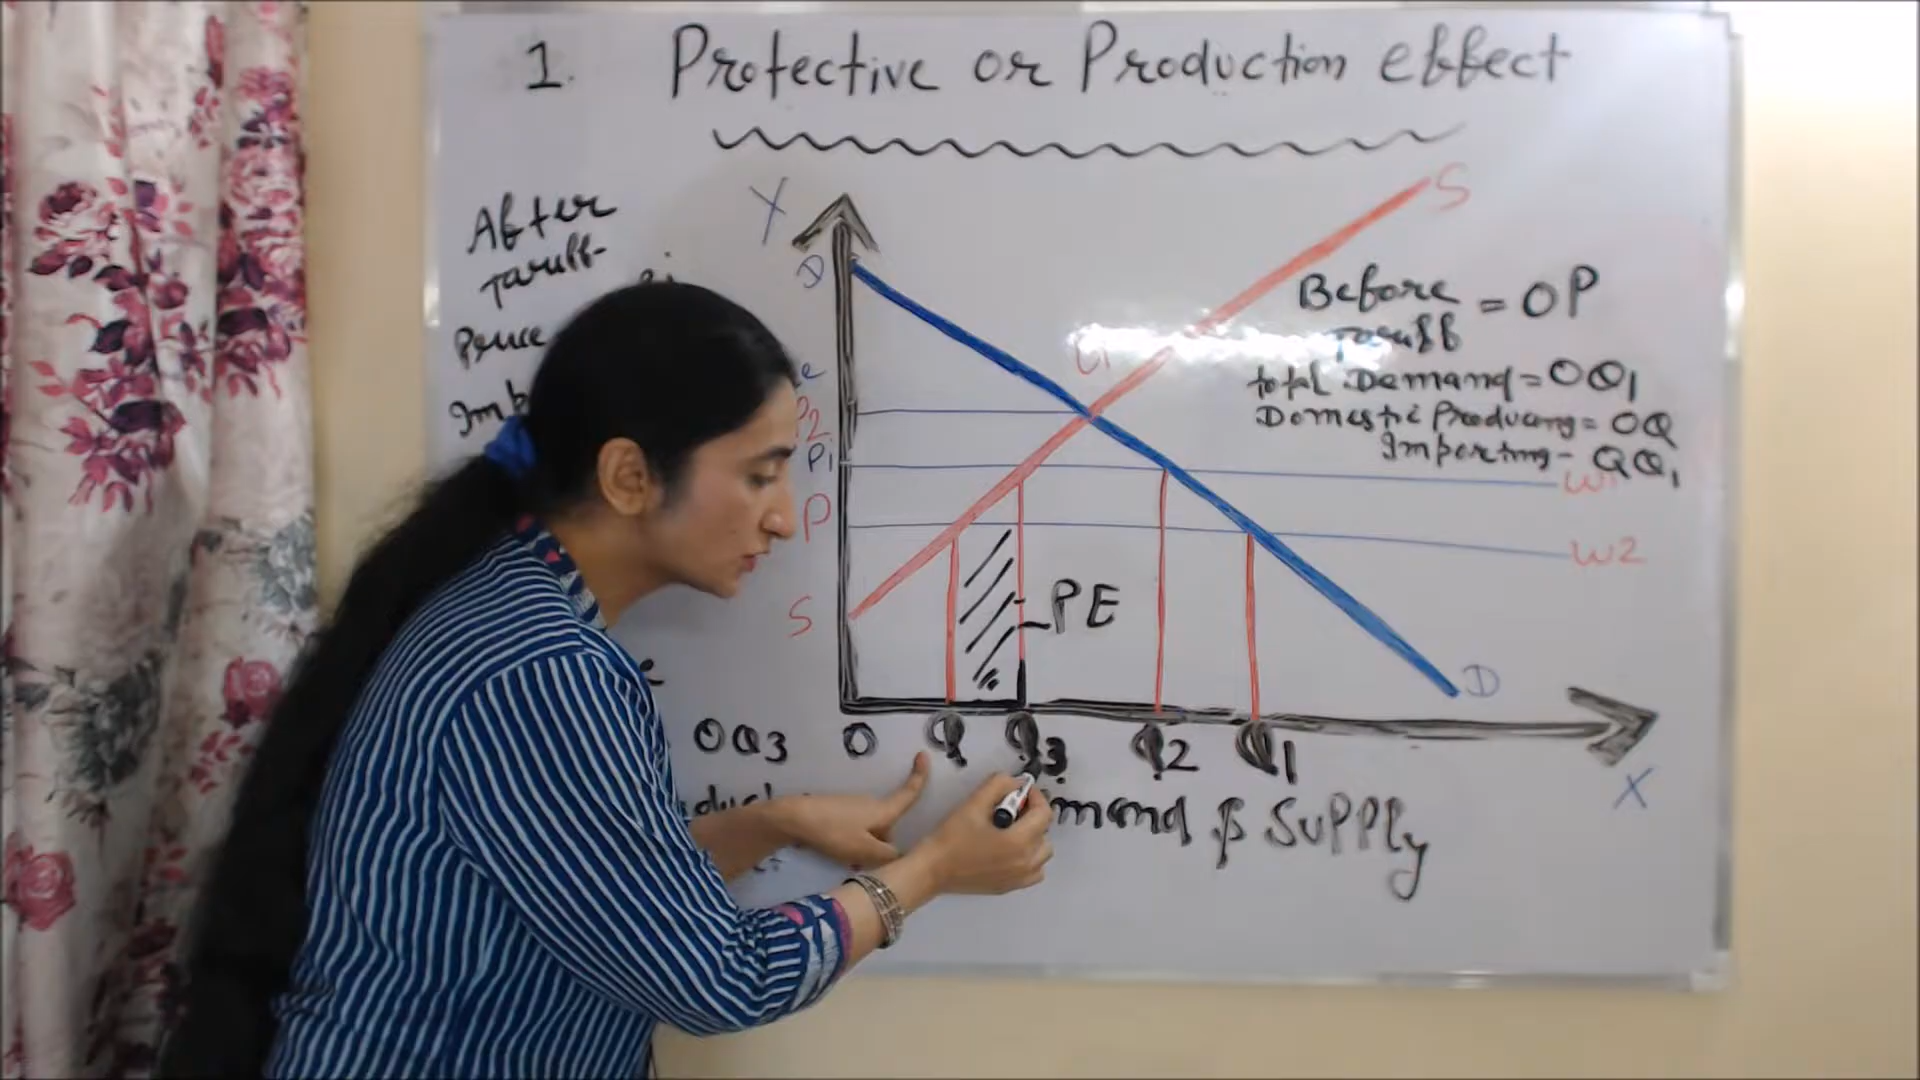 1. Protective or Production effect
After
tariff
Price
Before = OP
tariff
total Demand = OQ1
Domestic Producing = OQ
Importing - QQ1
Y
D
S
P2
P1
P
S
W1
W2
PE
D
OQ3
O Q Q3 Q2 Q1
X
mand & Supply